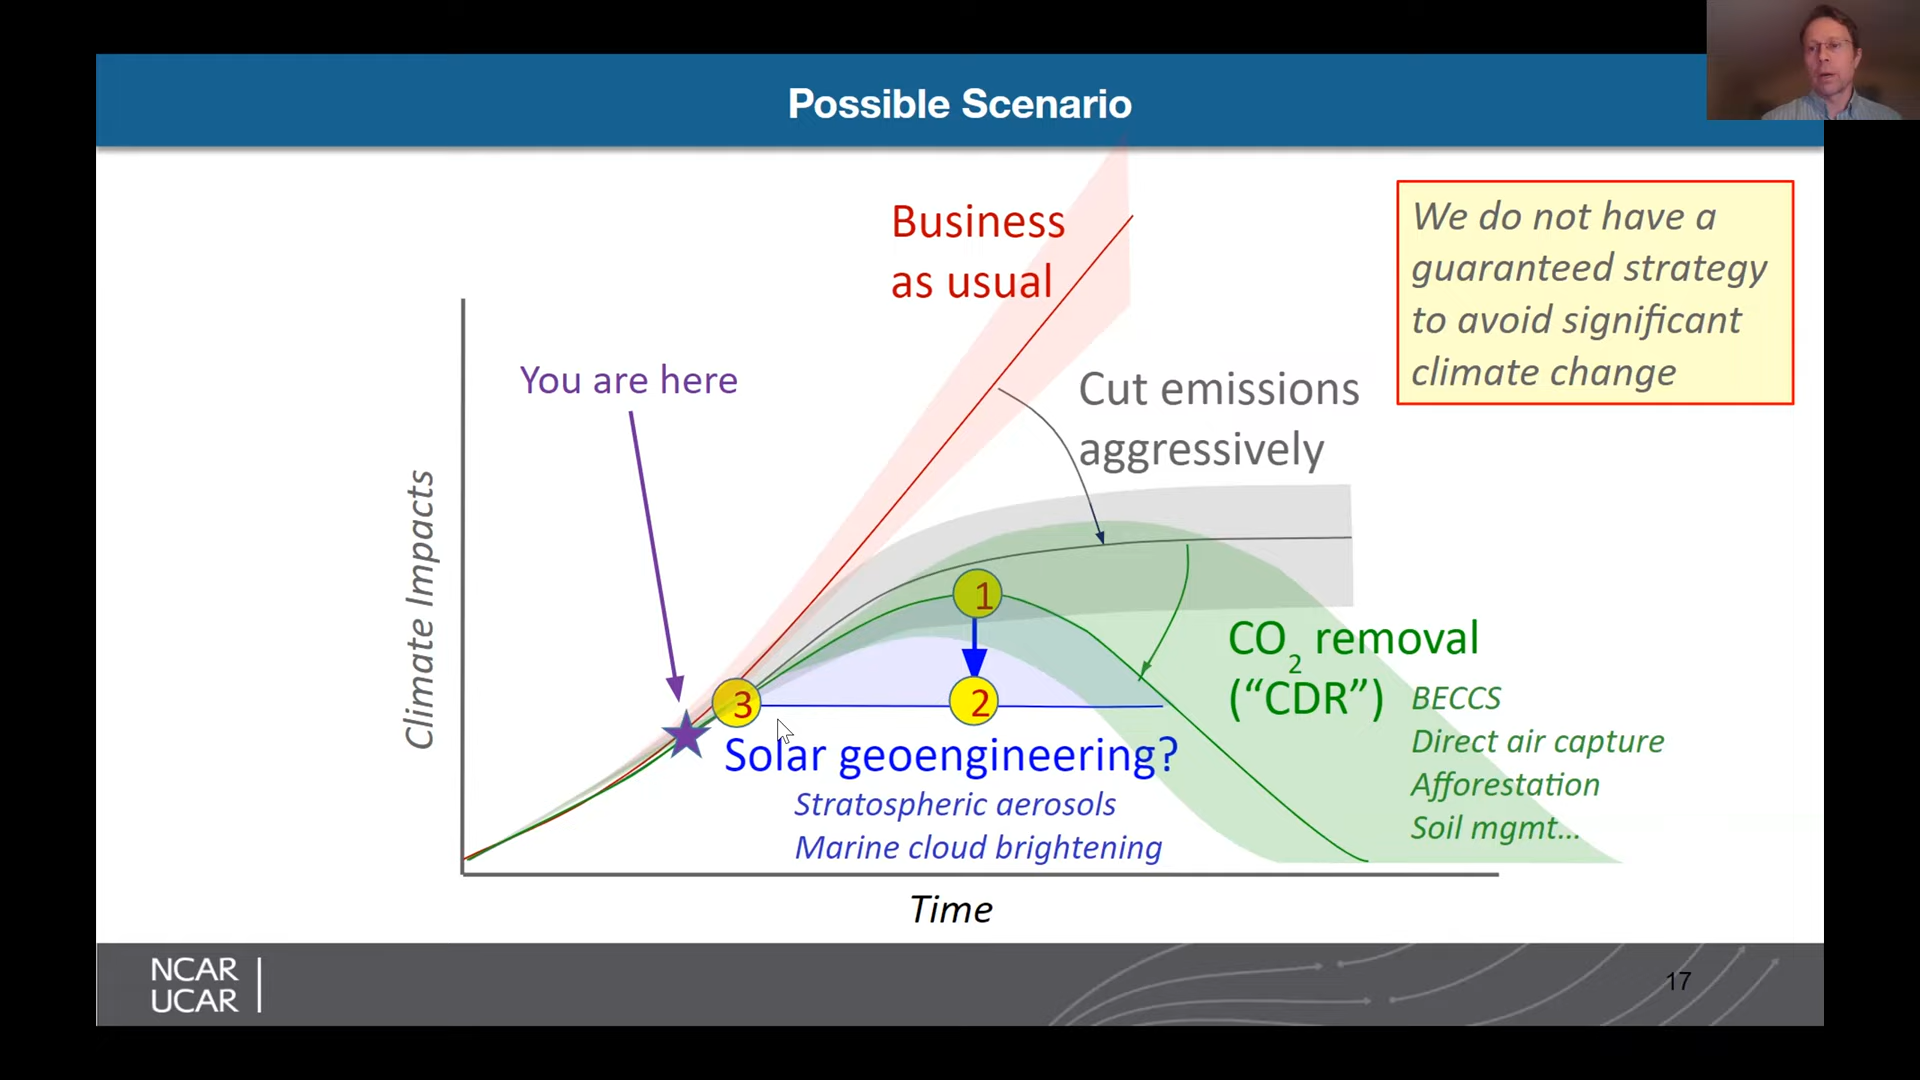 Possible Scenario
Business
as usual
We do not have a
guaranteed strategy
to avoid significant
climate change
You are here
Cut emissions
aggressively
Climate Impacts
1
CO2 removal
("CDR")
BECCS
Direct air capture
Afforestation
Soil mgmt...
3
2
Solar geoengineering?
Stratospheric aerosols
Marine cloud brightening
Time
NCAR
UCAR
17